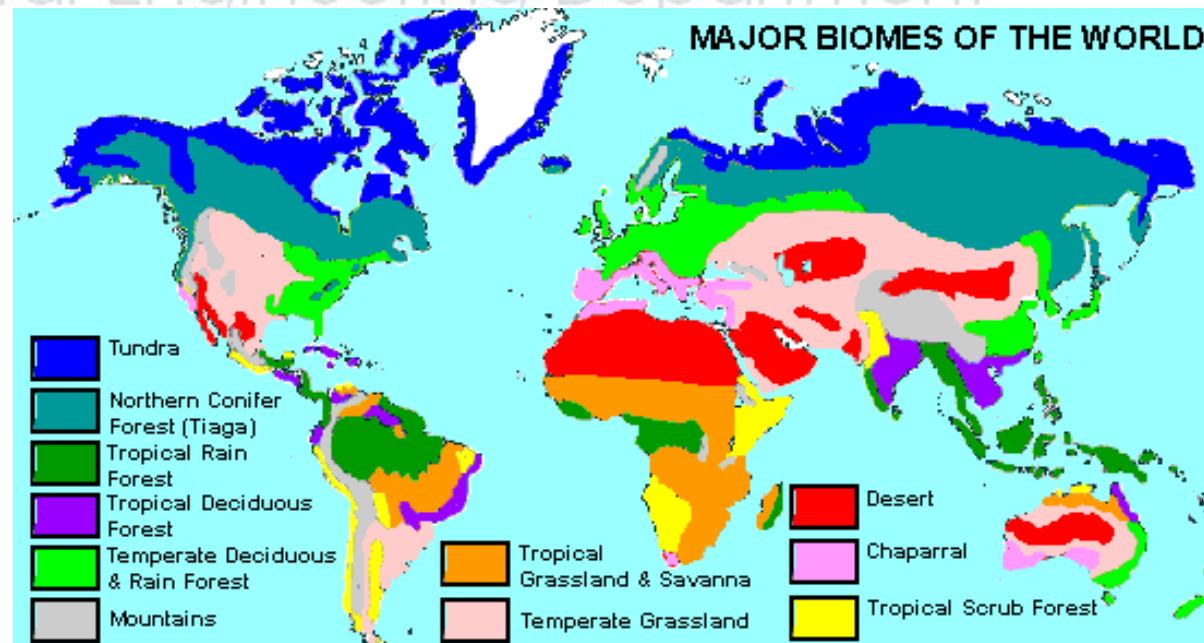 MAJOR BIOMES OF THE WORLD
Tundra
Northern Conifer
Forest (Tiaga)
Tropical Rain
Forest
Tropical Deciduous
Forest
Temperate Deciduous
& Rain Forest
Mountains
Tropical
Grassland & Savanna
Temperate Grassland
Desert
Chaparral
Tropical Scrub Forest